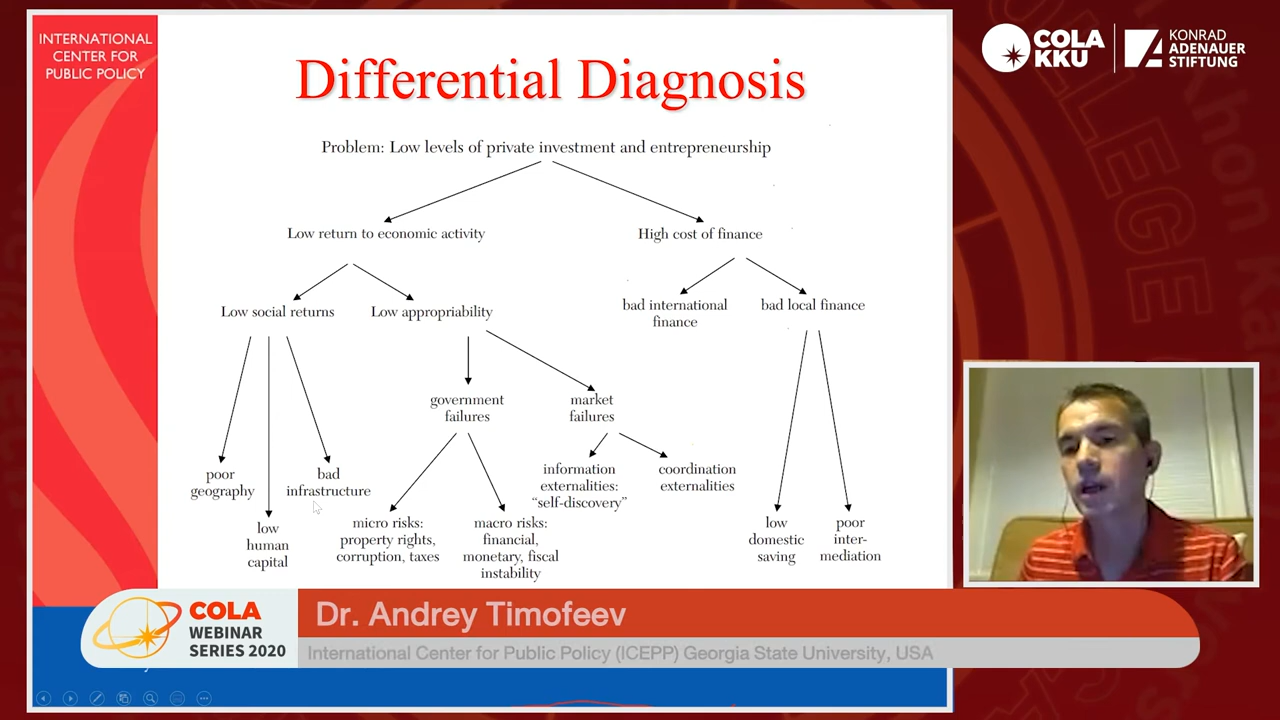 INTERNATIONAL
CENTER FOR
PUBLIC POLICY
COLA
KKU
KONRAD
ADENAUER
STIFTUNG
Differential Diagnosis
Problem: Low levels of private investment and entrepreneurship
Low return to economic activity
High cost of finance
Low social returns
Low appropriability
bad international
finance
bad local finance
government
failures
market
failures
poor
geography
low
human
capital
bad
infrastructure
micro risks:
property rights,
corruption, taxes
macro risks:
financial,
monetary, fiscal
instability
information
externalities:
“self-discovery”
coordination
externalities
low
domestic
saving
poor
inter-
mediation
COLA
WEBINAR
SERIES 2020
Dr. Andrey Timofeev
International Center for Public Policy (ICEPP) Georgia State University, USA